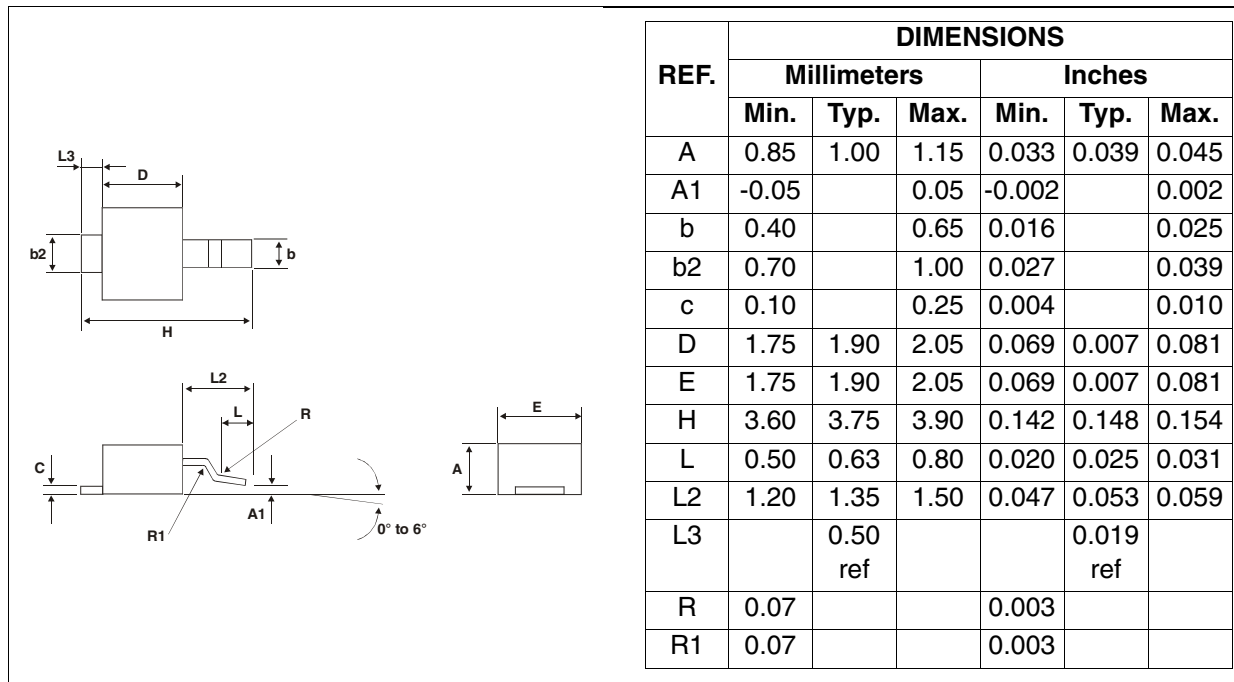 L3
D
b2
b
H
L2
L
R
C
A1
R1
0° to 6°
E
A
DIMENSIONS
REF. Millimeters Inches
Min. Typ. Max. Min. Typ. Max.
A 0.85 1.00 1.15 0.033 0.039 0.045
A1 -0.05 0.05 -0.002 0.002
b 0.40 0.65 0.016 0.025
b2 0.70 1.00 0.027 0.039
c 0.10 0.25 0.004 0.010
D 1.75 1.90 2.05 0.069 0.007 0.081
E 1.75 1.90 2.05 0.069 0.007 0.081
H 3.60 3.75 3.90 0.142 0.148 0.154
L 0.50 0.63 0.80 0.020 0.025 0.031
L2 1.20 1.35 1.50 0.047 0.053 0.059
L3 0.50 0.019
ref ref
R 0.07 0.003
R1 0.07 0.003